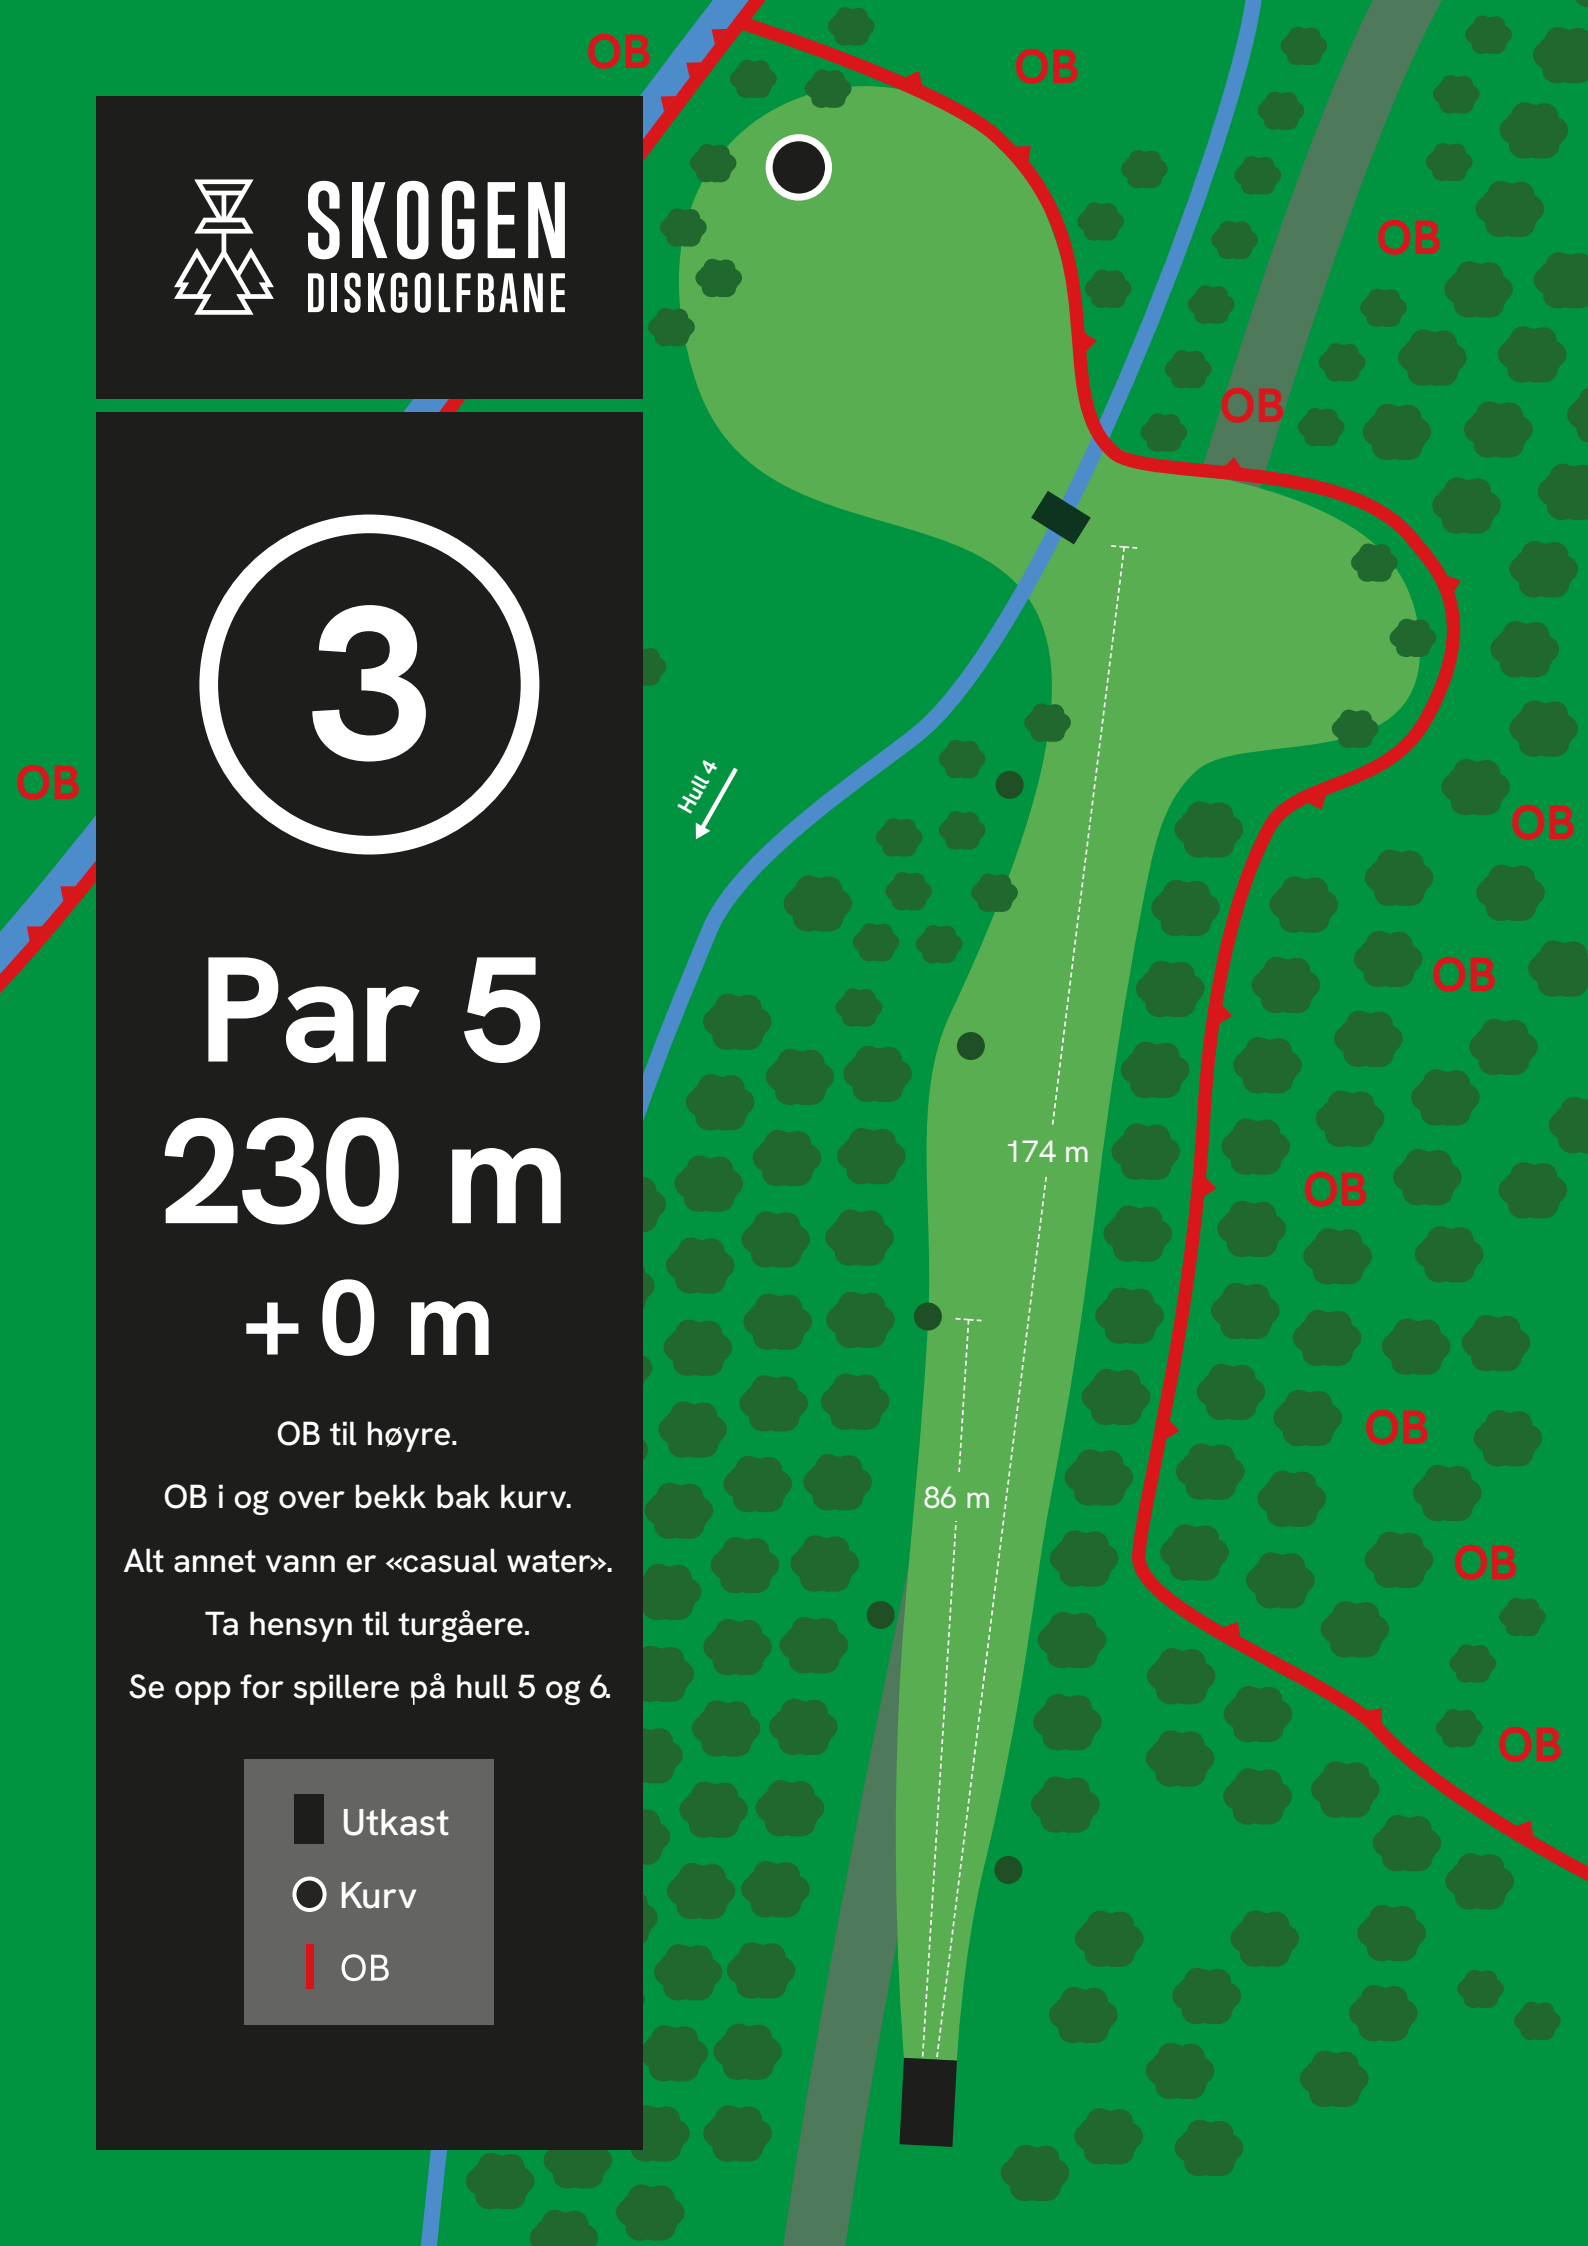 SKOGEN
DISKGOLFBANE
3
Par 5
230 m
+0 m
OB til høyre.
OB i og over bekk bak kurv.
Alt annet vann er «casual water».
Ta hensyn til turgåere.
Se opp for spillere på hull 5 og 6.
Utkast
Kurv
OB
OB
OB
OB
OB
OB
Hull 4
OB
OB
174 m
OB
OB
86 m
OB
OB